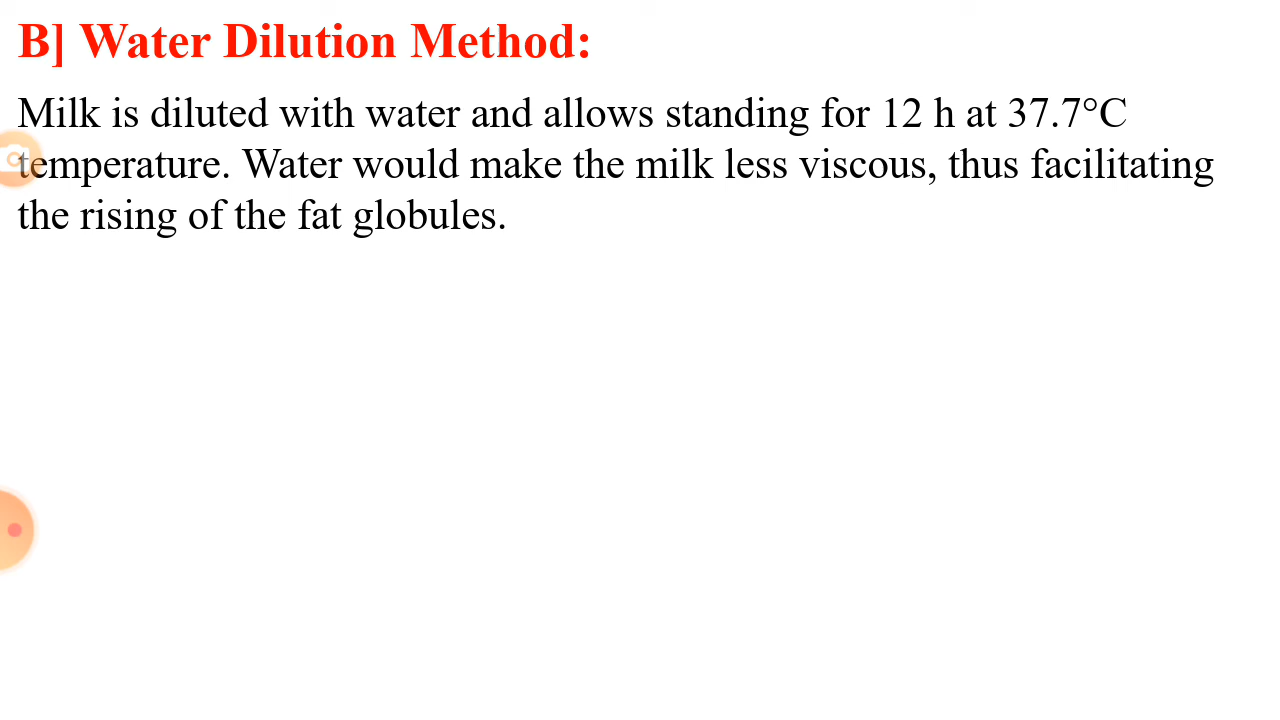 B] Water Dilution Method:
Milk is diluted with water and allows standing for 12 h at 37.7°C
temperature. Water would make the milk less viscous, thus facilitating
the rising of the fat globules.